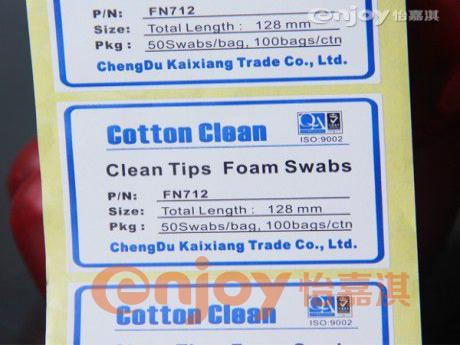 enjoy 怡嘉淇
P/N: FN712
Size: Total Length : 128 mm
Pkg : 50Swabs/bag, 100bags/ctn
ChengDu Kaixiang Trade Co., Ltd.
Cotton Clean QA
ISO:9002
Clean Tips Foam Swabs
P/N: FN712
Size: Total Length : 128 mm
Pkg : 50Swabs/bag, 100bags/ctn
ChengDu Kaixiang Trade Co., Ltd.
enjoy 怡嘉淇
Cotton Clean
ISO:9002